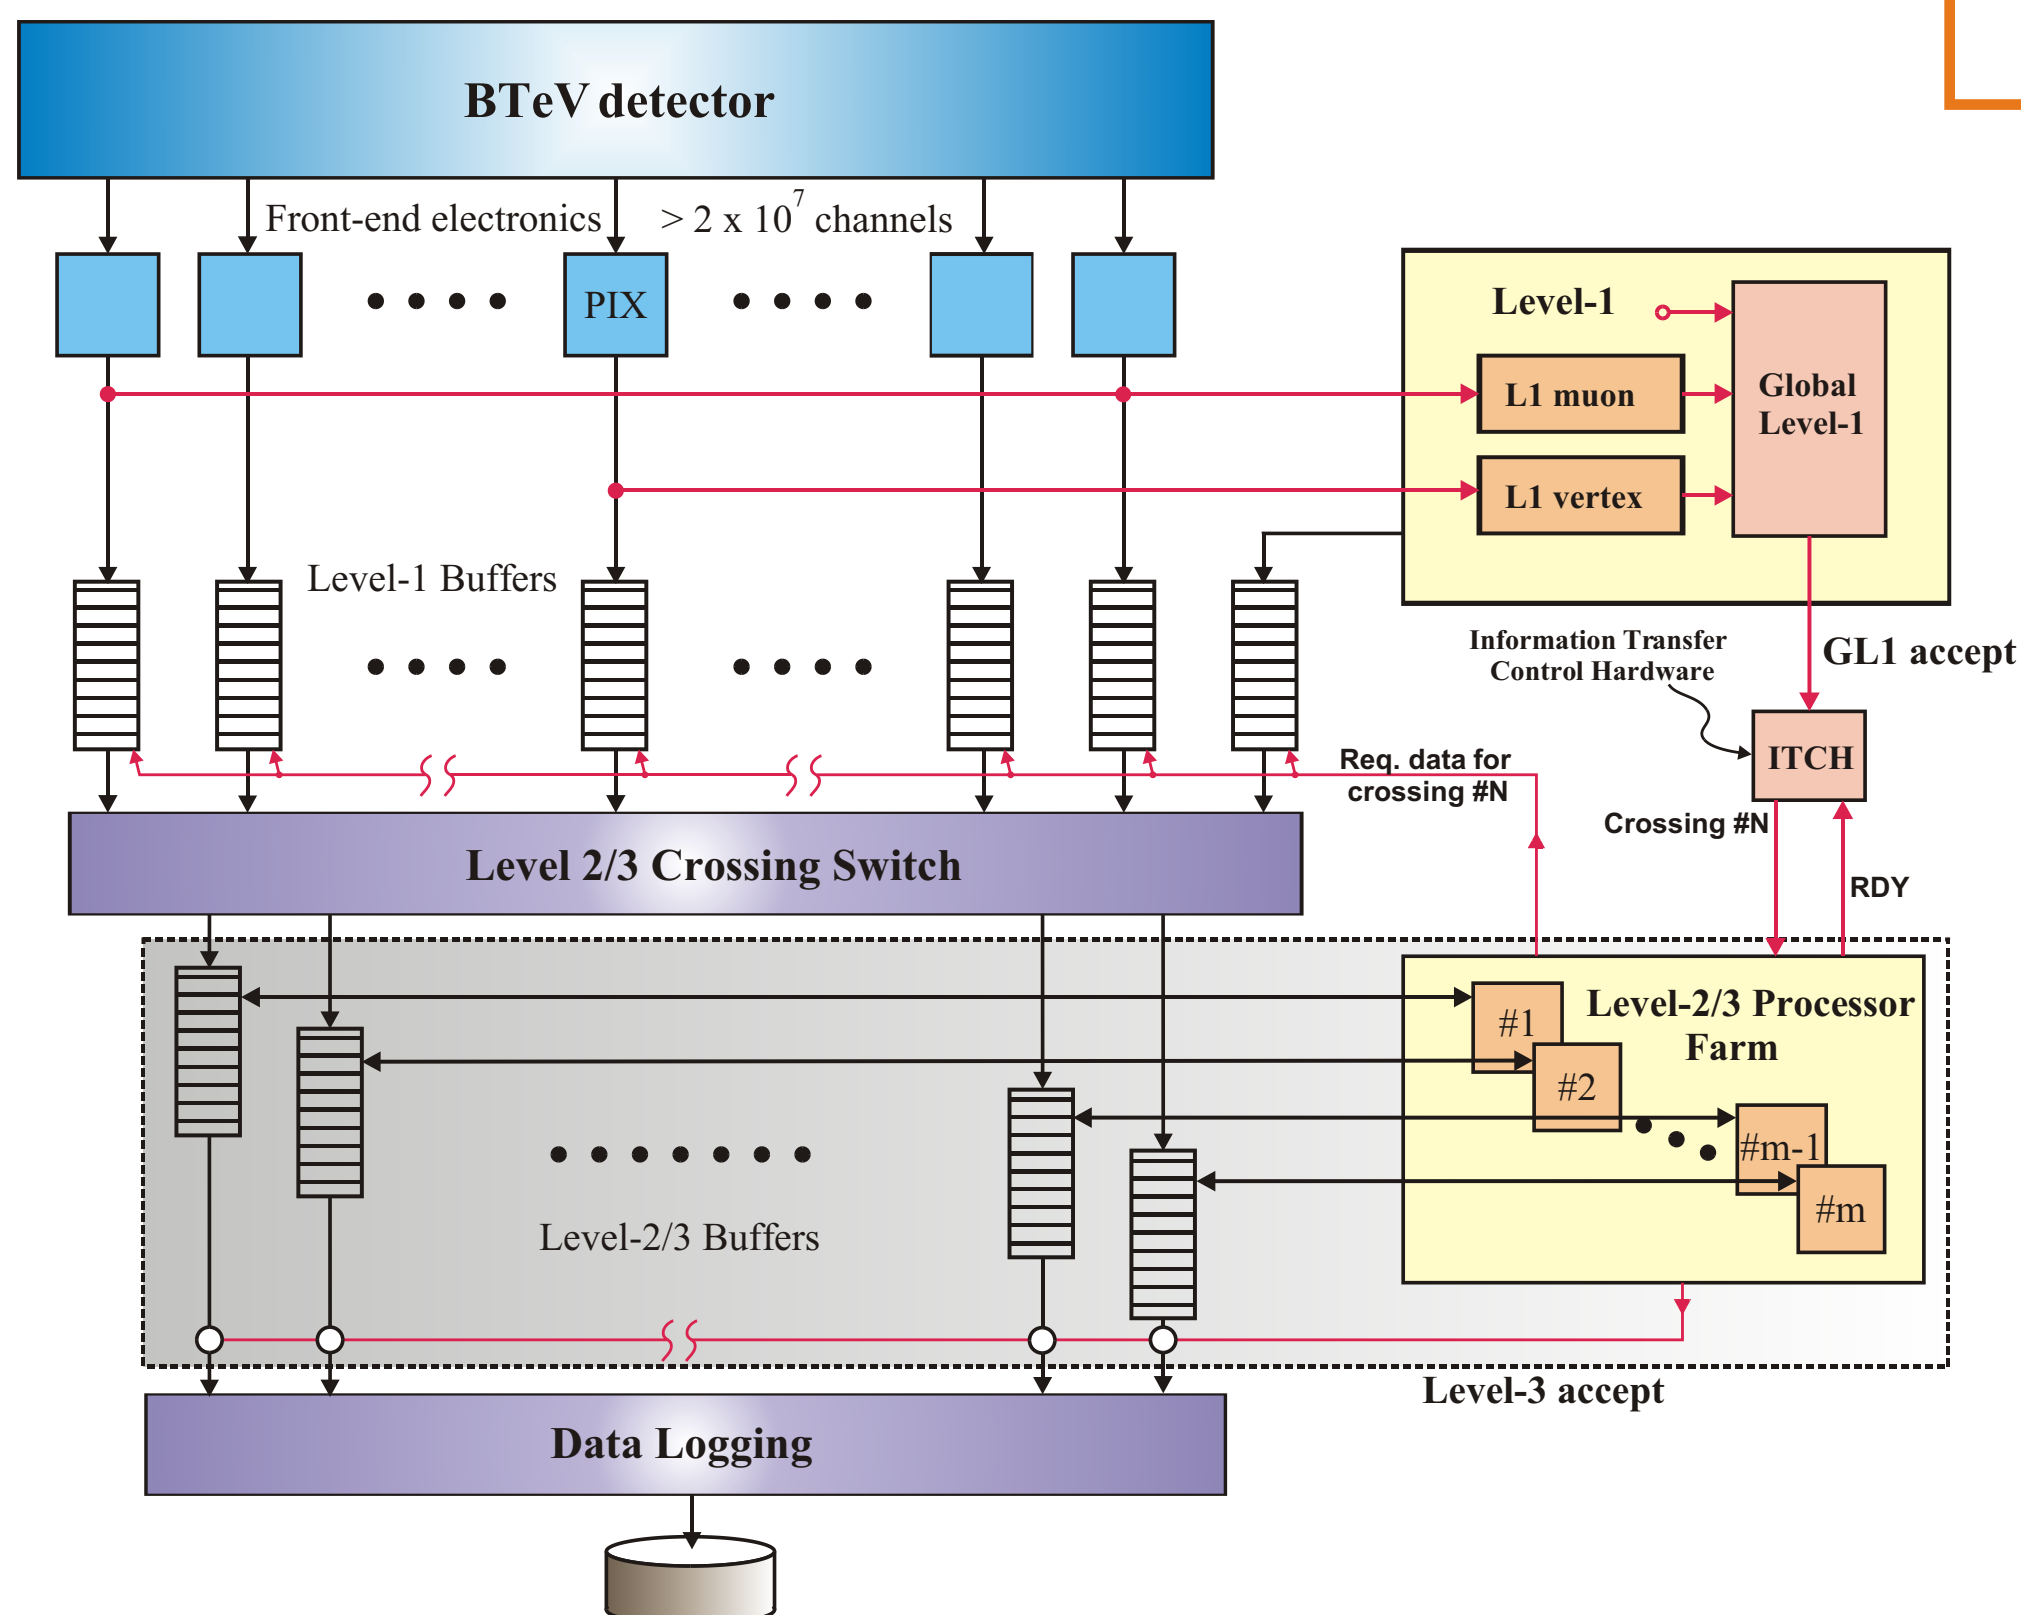 BTeV detector
Front-end electronics > 2 x 10⁷ channels
PIX
Level-1
Global
Level-1
L1 muon
L1 vertex
Level-1 Buffers
Information Transfer
Control Hardware
GL1 accept
ITCH
Req. data for
crossing #N
Crossing #N
RDY
Level 2/3 Crossing Switch
Level-2/3 Processor
Farm
#1
#2
#m-1
#m
Level-2/3 Buffers
Level-3 accept
Data Logging